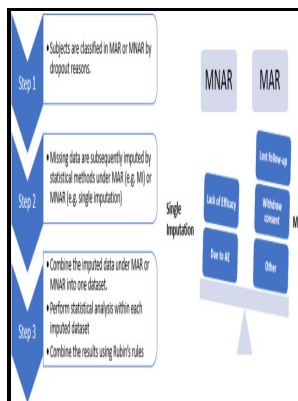 Step 1
• Subjects are classified in MAR or MNAR by
dropout reasons.
Step 2
• Missing data are subsequently imputed by
statistical methods under MAR (e.g. MI) or
MNAR (e.g. single imputation)
Step 3
• Combine the imputed data under MAR or
MNAR into one dataset.
• Perform statistical analysis within each
imputed dataset
• Combine the results using Rubin's rules
MNAR
MAR
Single
Imputation
Lack of Efficacy
Due to AE
Lost follow-up
Withdraw
consent
Other
M